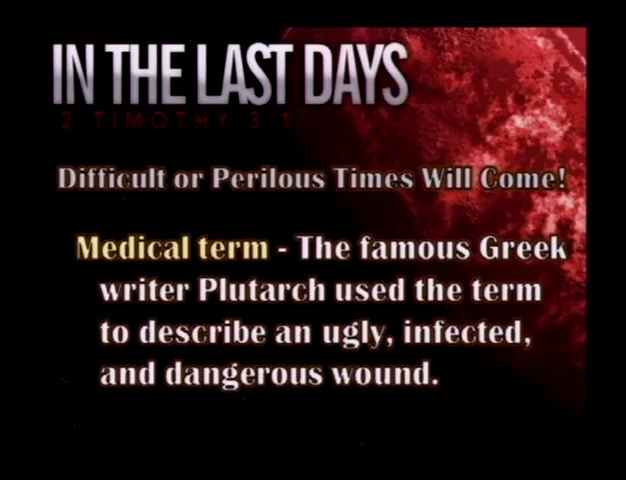 IN THE LAST DAYS
2 TIMOTHY 3:1
Difficult or Perilous Times Will Come!
Medical term - The famous Greek
writer Plutarch used the term
to describe an ugly, infected,
and dangerous wound.